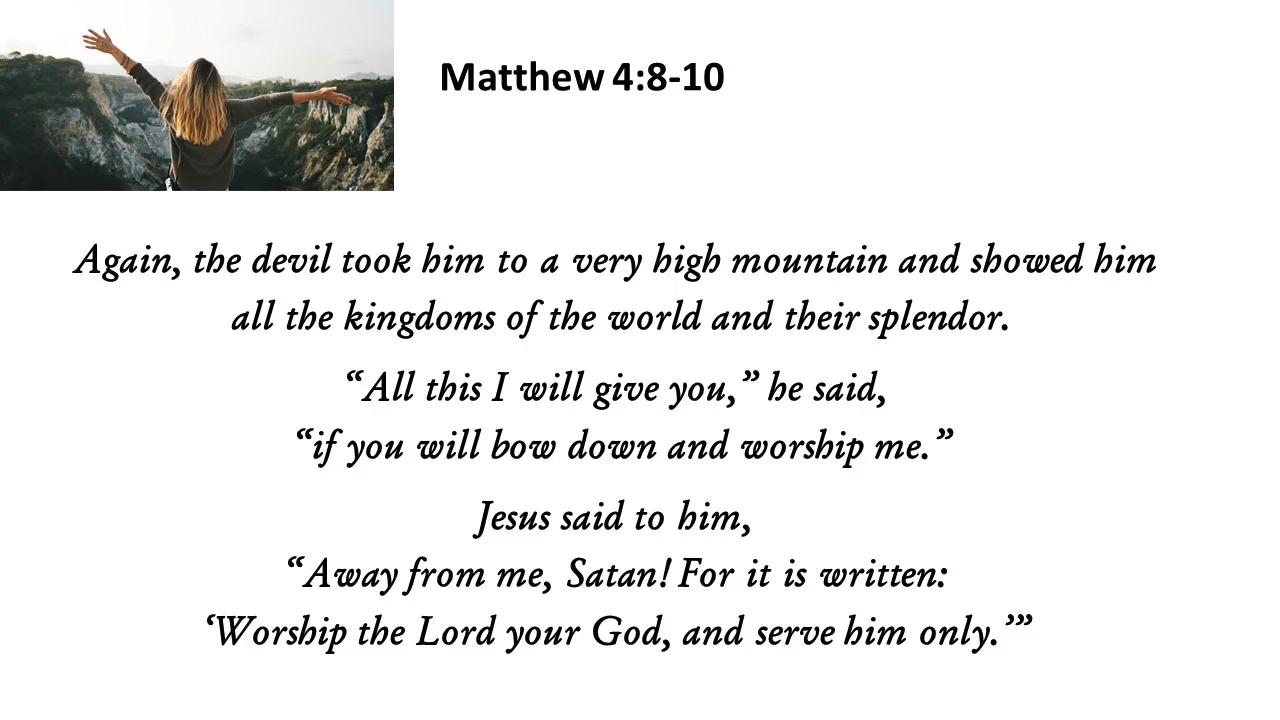 Matthew 4:8-10
Again, the devil took him to a very high mountain and showed him
all the kingdoms of the world and their splendor.
“All this I will give you,” he said,
“if you will bow down and worship me.”
Jesus said to him,
“Away from me, Satan! For it is written:
‘Worship the Lord your God, and serve him only.’”